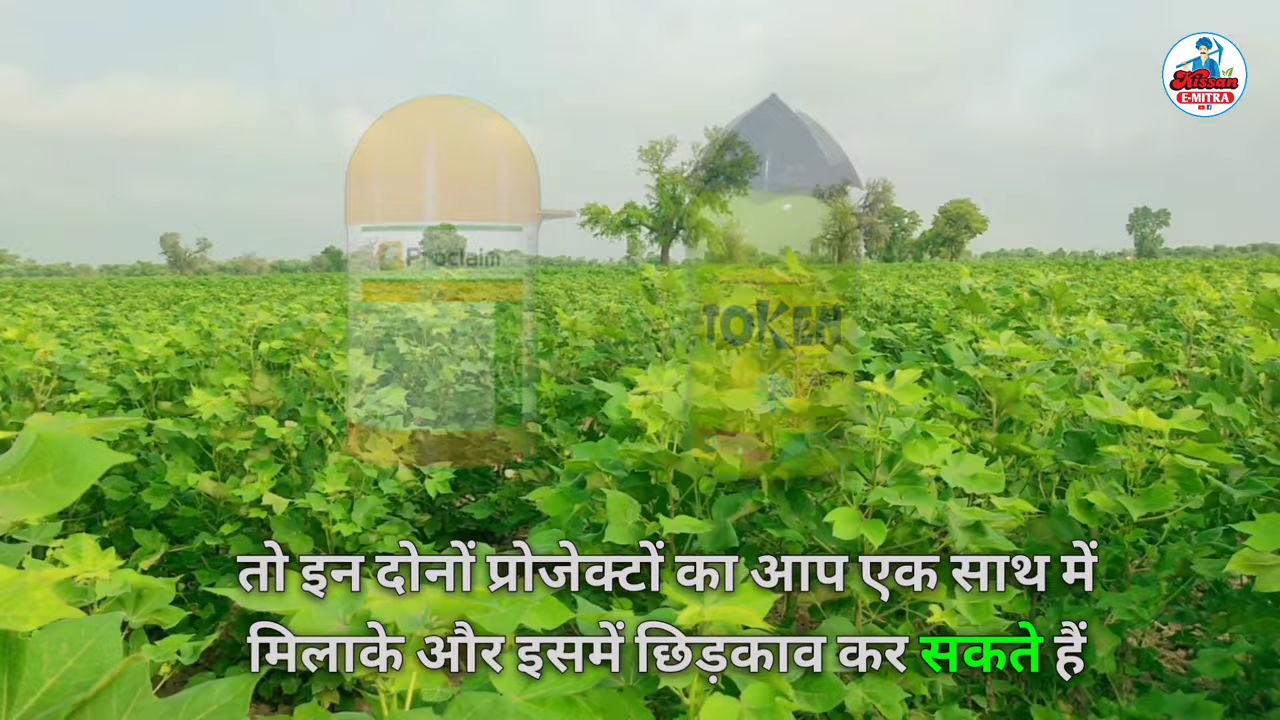 Kissan
E-MITRA
Proclaim
TOKEN
तो इन दोनों प्रोजेक्टों का आप एक साथ में
मिलाके और इसमें छिड़काव कर सकते हैं